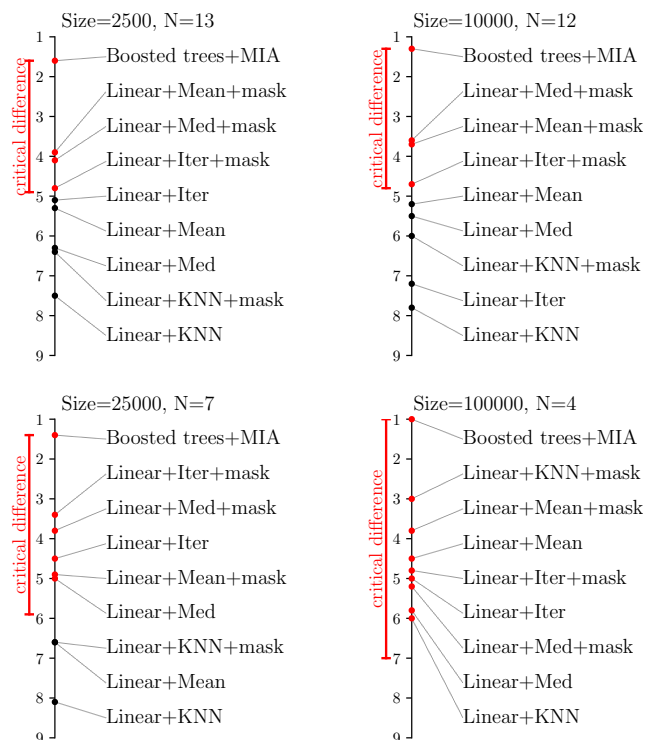 Size=2500, N=13
1
2
3
4
5
6
7
8
9
critical difference
Boosted trees+MIA
Linear+Mean+mask
Linear+Med+mask
Linear+Iter+mask
Linear+Iter
Linear+Mean
Linear+Med
Linear+KNN+mask
Linear+KNN
Size=10000, N=12
1
2
3
4
5
6
7
8
9
critical difference
Boosted trees+MIA
Linear+Med+mask
Linear+Mean+mask
Linear+Iter+mask
Linear+Mean
Linear+Med
Linear+KNN+mask
Linear+Iter
Linear+KNN
Size=25000, N=7
1
2
3
4
5
6
7
8
9
critical difference
Boosted trees+MIA
Linear+Iter+mask
Linear+Med+mask
Linear+Iter
Linear+Mean+mask
Linear+Med
Linear+KNN+mask
Linear+Mean
Linear+KNN
Size=100000, N=4
1
2
3
4
5
6
7
8
9
critical difference
Boosted trees+MIA
Linear+KNN+mask
Linear+Mean+mask
Linear+Mean
Linear+Iter+mask
Linear+Iter
Linear+Med+mask
Linear+Med
Linear+KNN